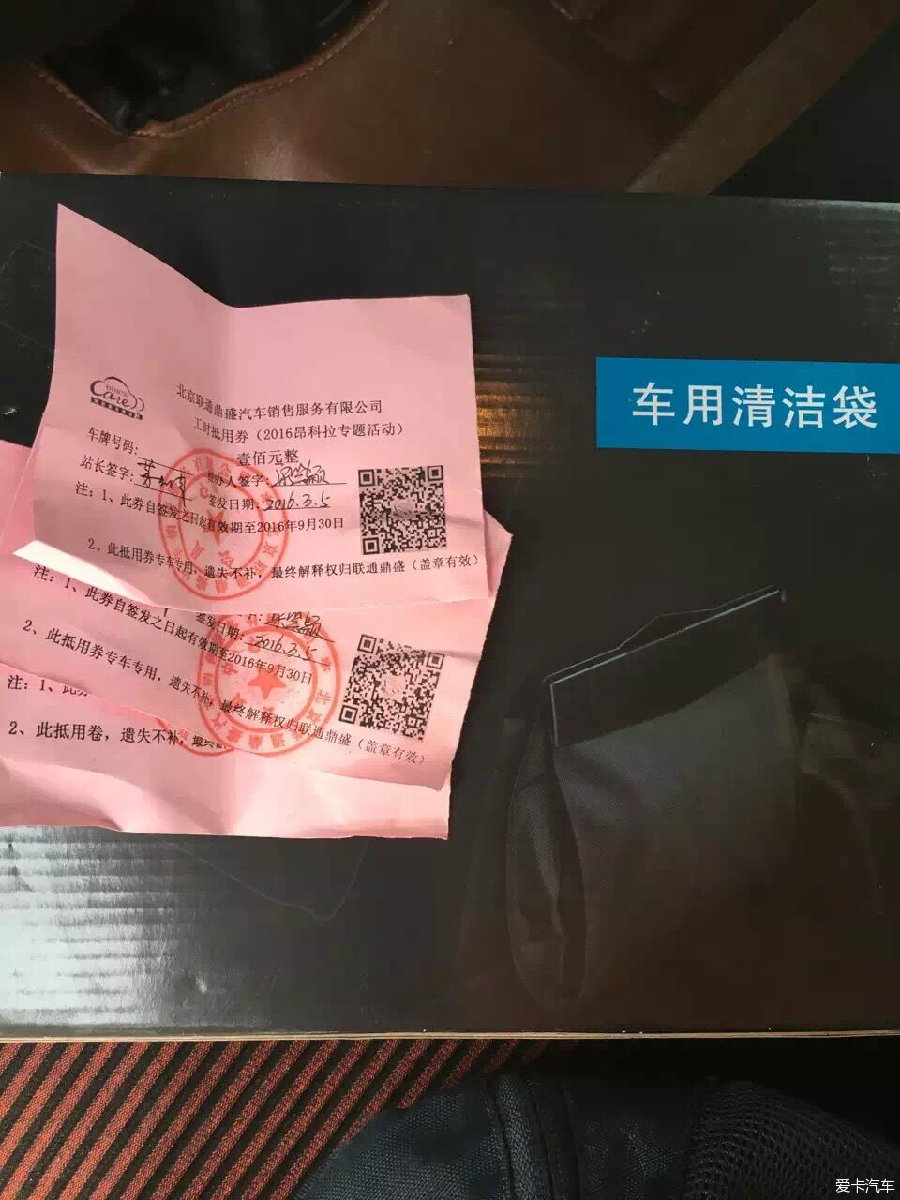 车用清洁袋
Care
北京联通鼎盛汽车销售服务有限公司
工时抵用券（2016昂科拉专题活动）
壹佰元整
车牌号码：
站长签字： 经办人签字：
签发日期：2016.3.5
注：1、此券自签发之日起有效期至2016年9月30日
2、此抵用券专车专用，遗失不补，最终解释权归联通鼎盛（盖章有效）
签发日期：2016.3.5
注：1、此券自签发之日起有效期至2016年9月30日
2、此抵用券专车专用，遗失不补，最终解释权归联通鼎盛（盖章有效）
注：1、此
2、此抵用卷，遗失不补，最终
爱卡汽车